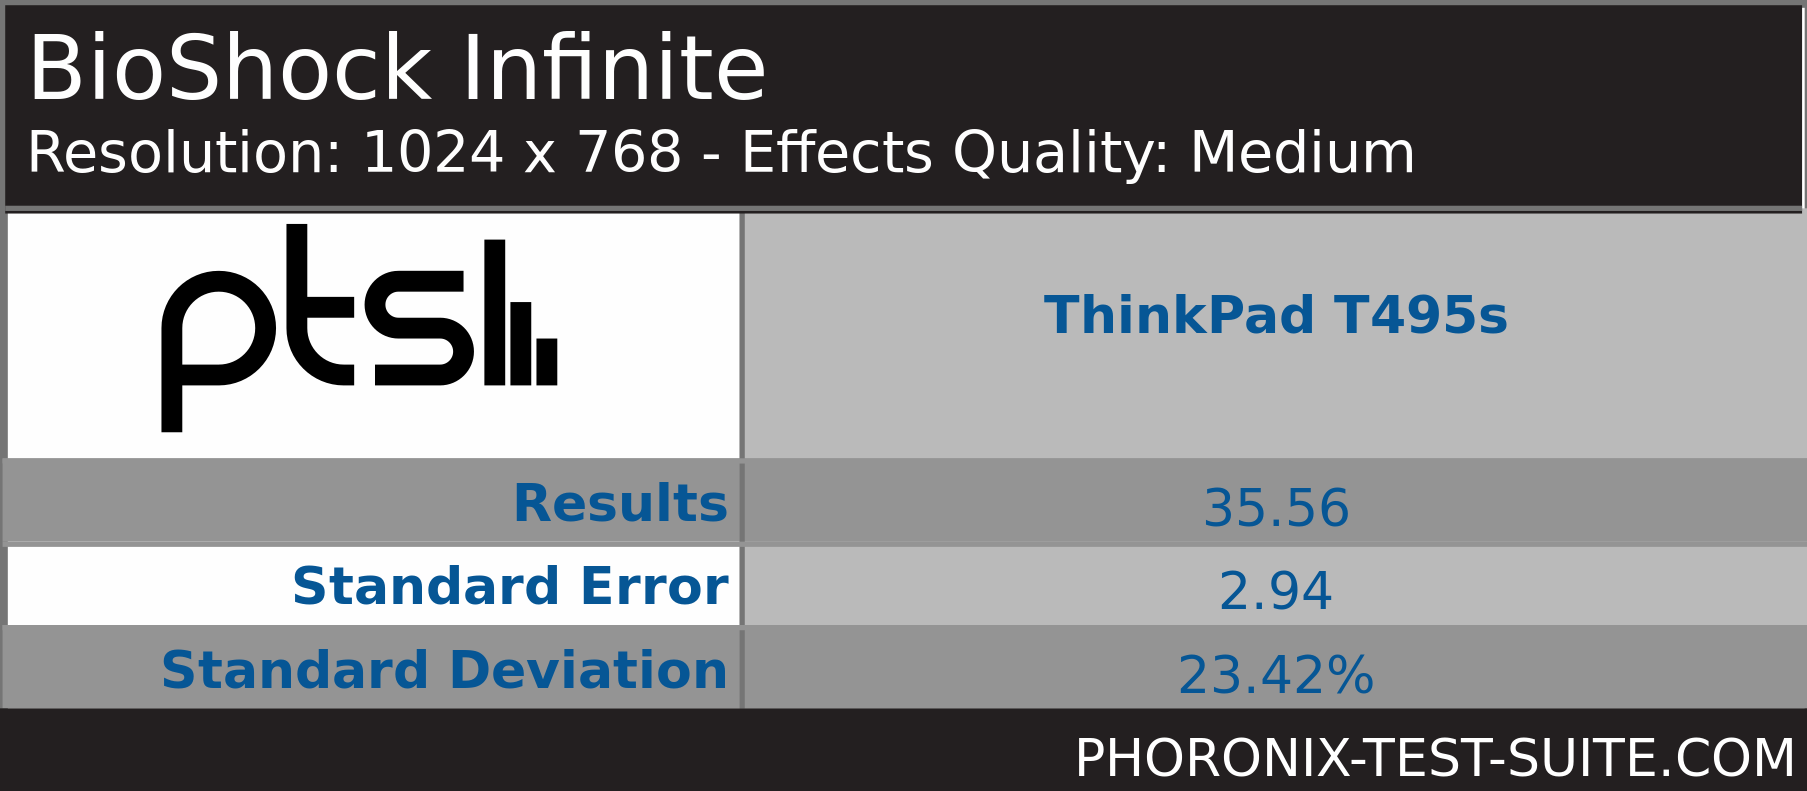 BioShock Infinite
Resolution: 1024 x 768 - Effects Quality: Medium
pts
ThinkPad T495s
Results 35.56
Standard Error 2.94
Standard Deviation 23.42%
PHORONIX-TEST-SUITE.COM